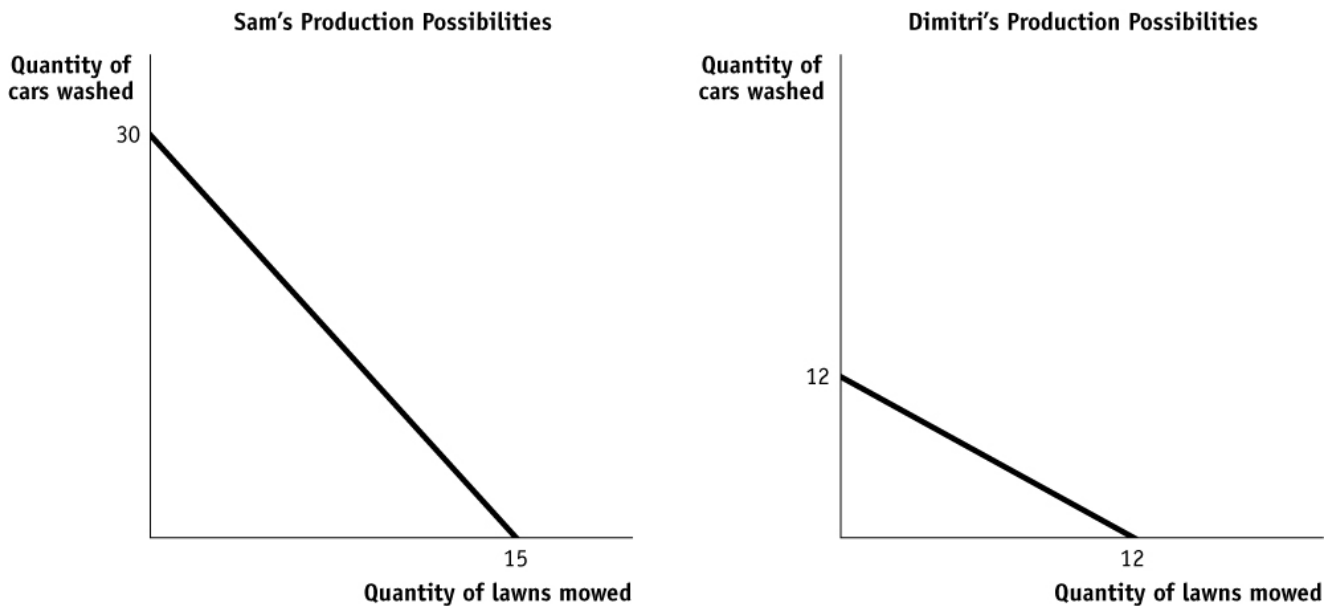 Sam's Production Possibilities
Quantity of
cars washed
30
15
Quantity of lawns mowed
Dimitri's Production Possibilities
Quantity of
cars washed
12
12
Quantity of lawns mowed